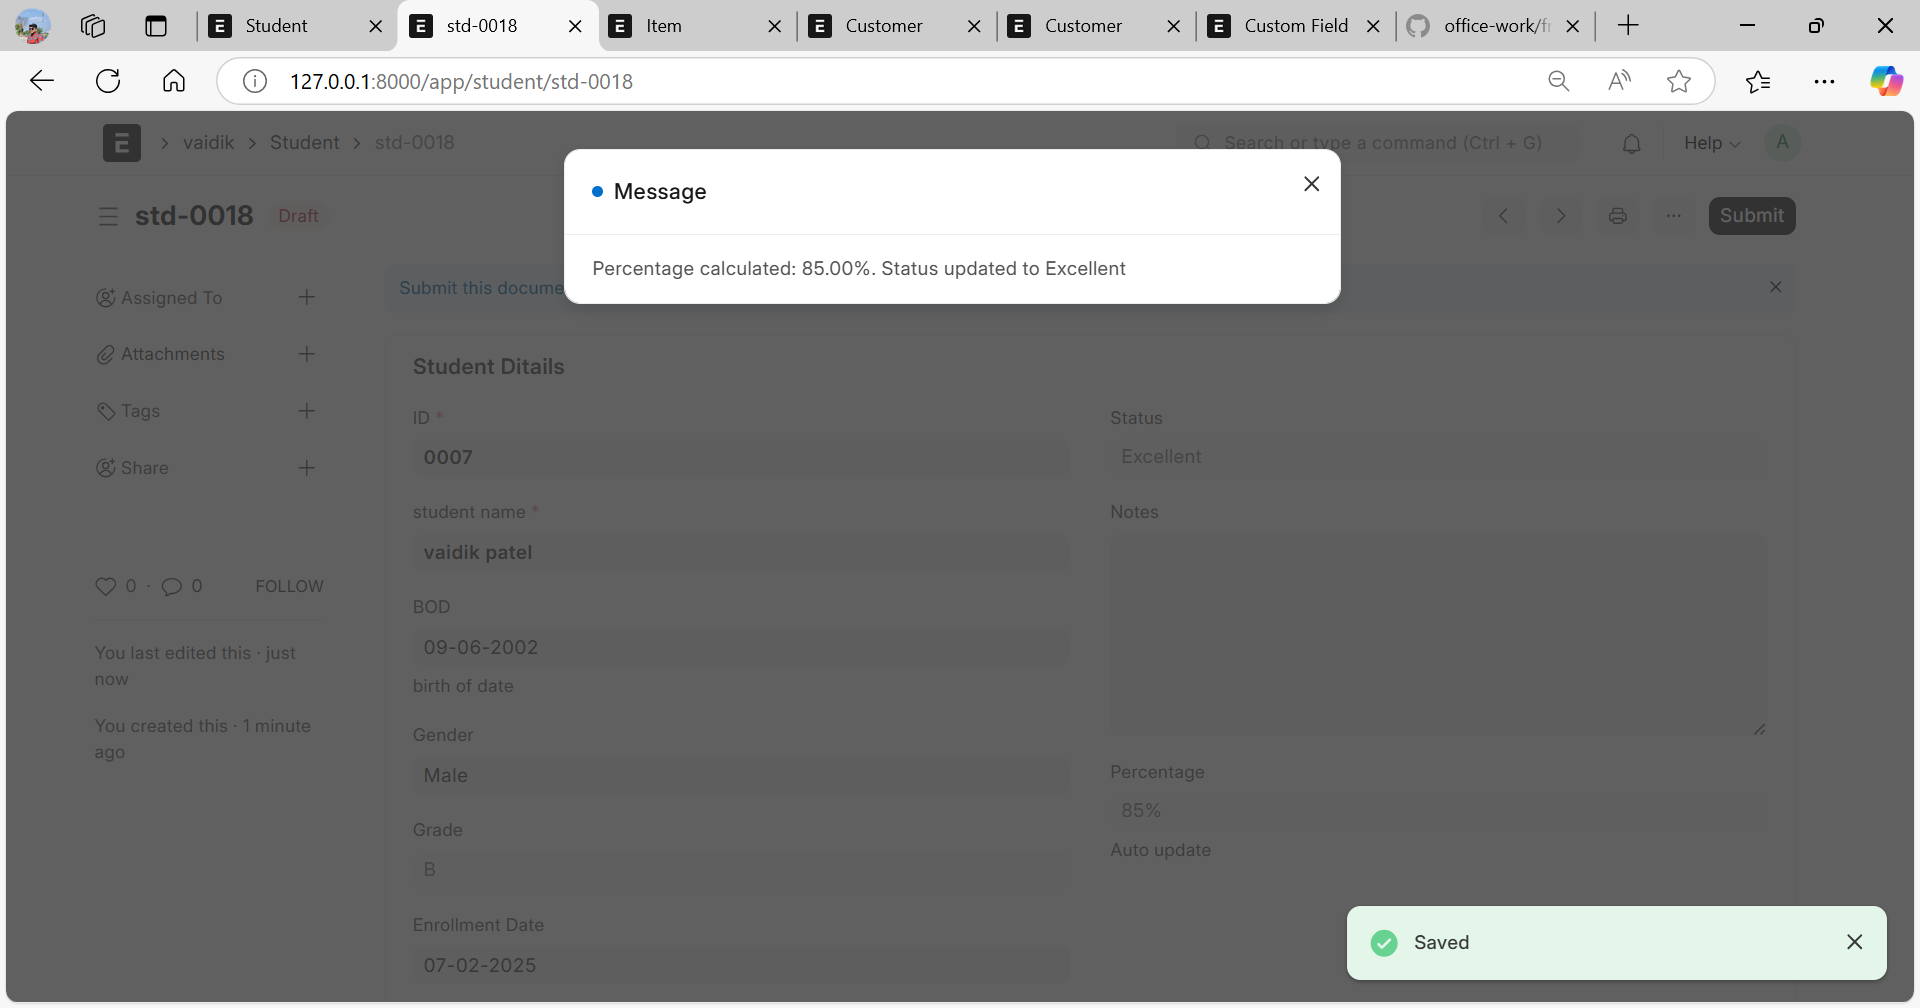 Student
std-0018
Item
Customer
Customer
Custom Field
office-work/fr
127.0.0.1:8000/app/student/std-0018
E > vaidik > Student > std-0018
Search or type a command (Ctrl + G)
Help
A
std-0018
Draft
Submit
Message
Percentage calculated: 85.00%. Status updated to Excellent
Submit this docume
Assigned To
Attachments
Tags
Share
0 · 0
FOLLOW
You last edited this · just
now
You created this · 1 minute
ago
Student Ditails
ID *
0007
student name *
vaidik patel
BOD
09-06-2002
birth of date
Gender
Male
Grade
B
Enrollment Date
07-02-2025
Status
Excellent
Notes
Percentage
85%
Auto update
Saved